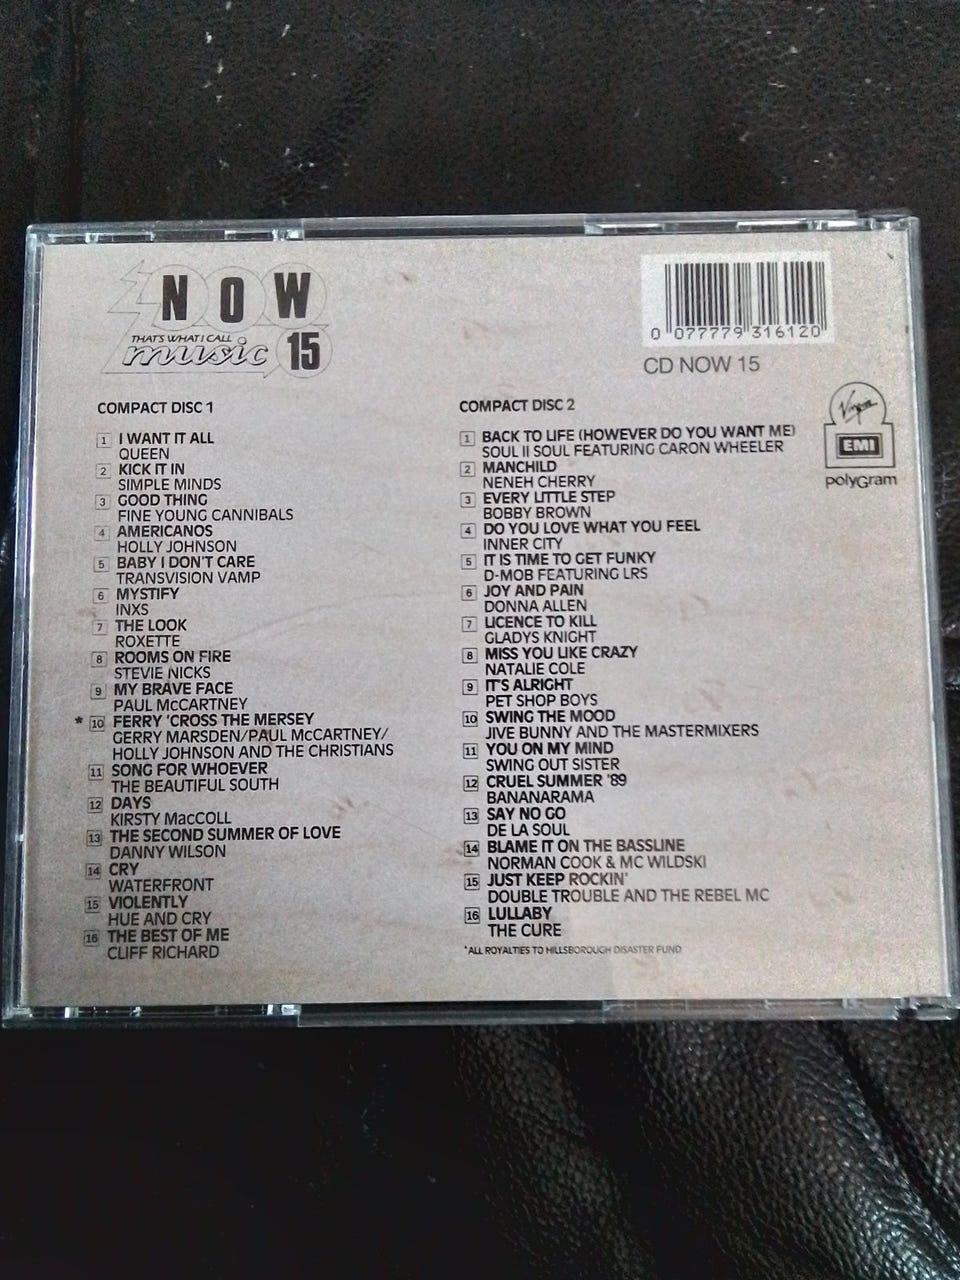 NOW
THAT'S WHAT I CALL
music 15
0 077779 316120
CD NOW 15
Virgin
EMI
polyGram
COMPACT DISC 1
1 I WANT IT ALL
QUEEN
2 KICK IT IN
SIMPLE MINDS
3 GOOD THING
FINE YOUNG CANNIBALS
4 AMERICANOS
HOLLY JOHNSON
5 BABY I DON'T CARE
TRANSVISION VAMP
6 MYSTIFY
INXS
7 THE LOOK
ROXETTE
8 ROOMS ON FIRE
STEVIE NICKS
9 MY BRAVE FACE
PAUL McCARTNEY
* 10 FERRY 'CROSS THE MERSEY
GERRY MARSDEN/PAUL McCARTNEY/
HOLLY JOHNSON AND THE CHRISTIANS
11 SONG FOR WHOEVER
THE BEAUTIFUL SOUTH
12 DAYS
KIRSTY MacCOLL
13 THE SECOND SUMMER OF LOVE
DANNY WILSON
14 CRY
WATERFRONT
15 VIOLENTLY
HUE AND CRY
16 THE BEST OF ME
CLIFF RICHARD
COMPACT DISC 2
1 BACK TO LIFE (HOWEVER DO YOU WANT ME)
SOUL II SOUL FEATURING CARON WHEELER
2 MANCHILD
NENEH CHERRY
3 EVERY LITTLE STEP
BOBBY BROWN
4 DO YOU LOVE WHAT YOU FEEL
INNER CITY
5 IT IS TIME TO GET FUNKY
D-MOB FEATURING LRS
6 JOY AND PAIN
DONNA ALLEN
7 LICENCE TO KILL
GLADYS KNIGHT
8 MISS YOU LIKE CRAZY
NATALIE COLE
9 IT'S ALRIGHT
PET SHOP BOYS
10 SWING THE MOOD
JIVE BUNNY AND THE MASTERMIXERS
11 YOU ON MY MIND
SWING OUT SISTER
12 CRUEL SUMMER '89
BANANARAMA
13 SAY NO GO
DE LA SOUL
14 BLAME IT ON THE BASSLINE
NORMAN COOK & MC WILDSKI
15 JUST KEEP ROCKIN'
DOUBLE TROUBLE AND THE REBEL MC
16 LULLABY
THE CURE
*ALL ROYALTIES TO HILLSBOROUGH DISASTER FUND